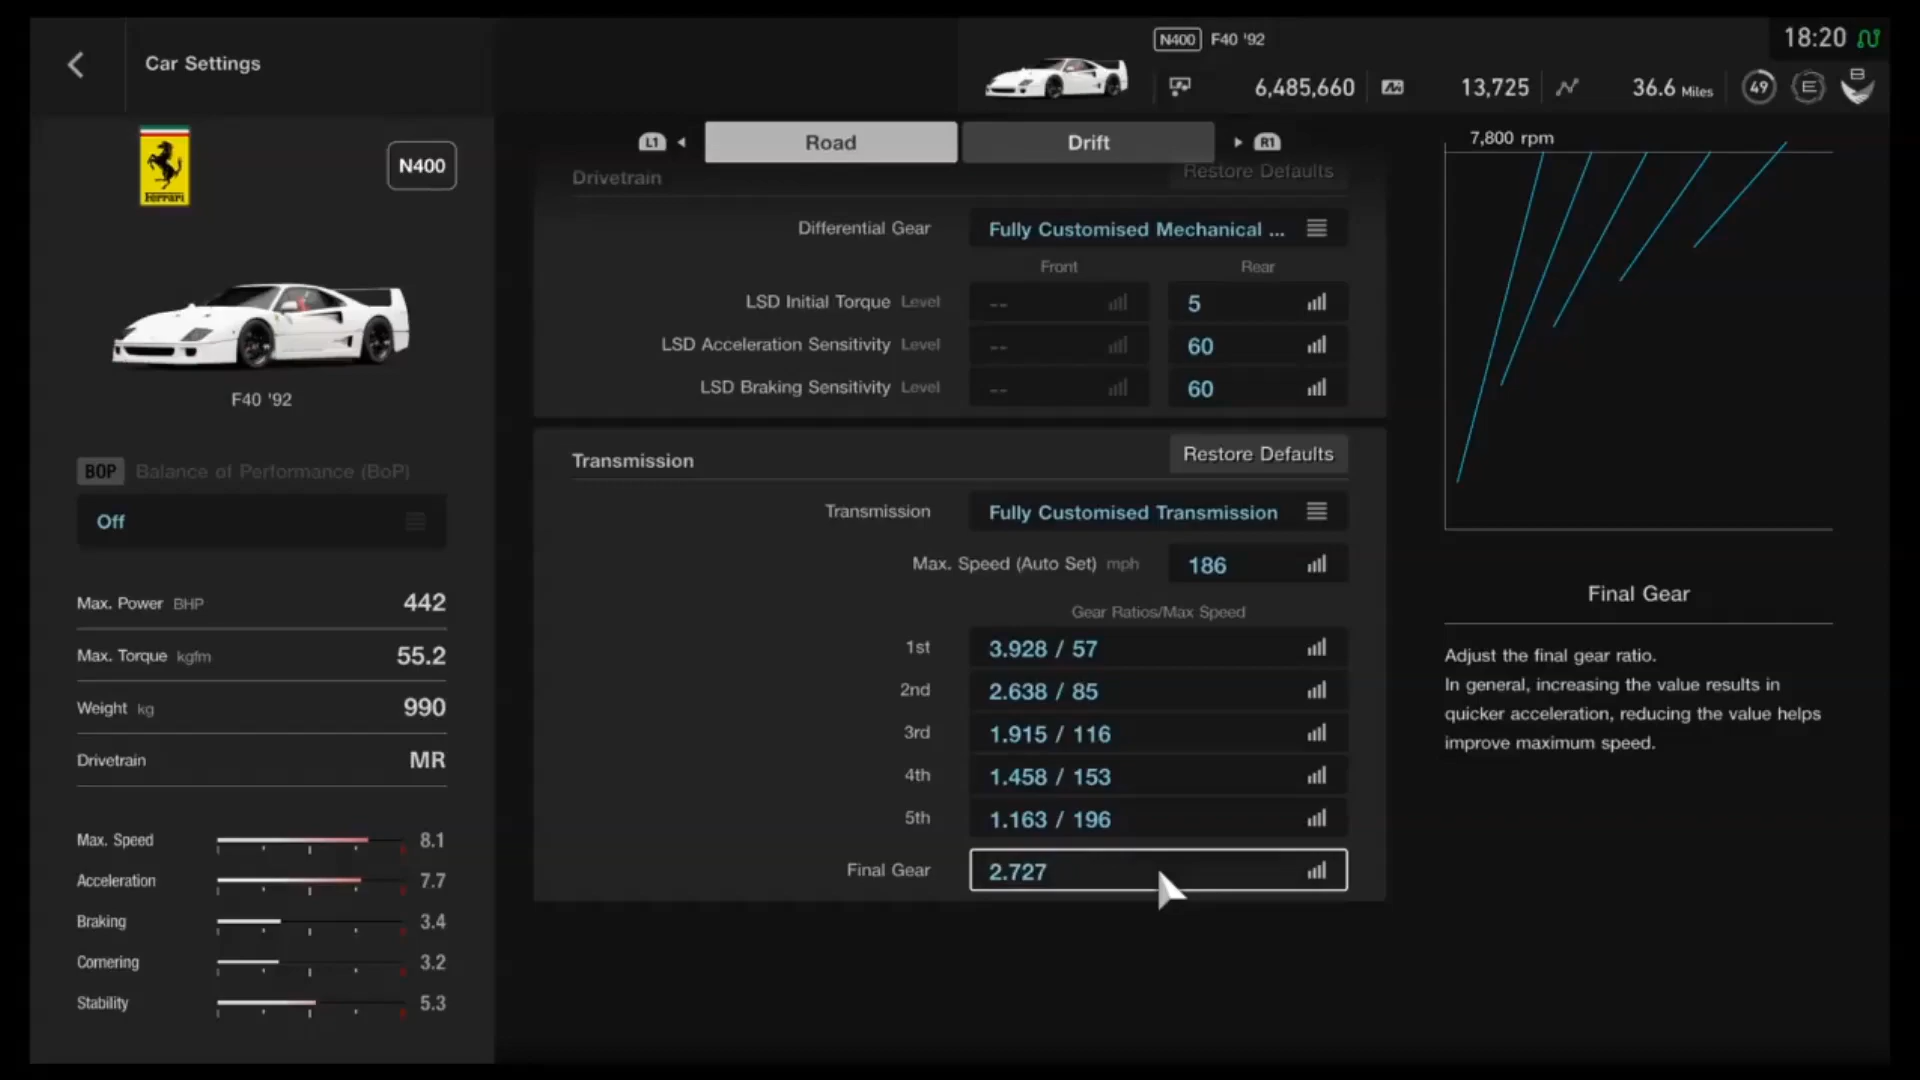 Car Settings
N400 F40 '92
18:20
6,485,660
13,725
36.6 Miles
49
E
B
Ferrari
N400
F40 '92
BOP Balance of Performance (BoP)
Off
Max. Power BHP 442
Max. Torque kgfm 55.2
Weight kg 990
Drivetrain MR
Max. Speed 8.1
Acceleration 7.7
Braking 3.4
Cornering 3.2
Stability 5.3
L1 Road Drift R1
Drivetrain Restore Defaults
Differential Gear Fully Customised Mechanical ...
Front Rear
LSD Initial Torque Level -- 5
LSD Acceleration Sensitivity Level -- 60
LSD Braking Sensitivity Level -- 60
Transmission Restore Defaults
Transmission Fully Customised Transmission
Max. Speed (Auto Set) mph 186
Gear Ratios/Max Speed
1st 3.928 / 57
2nd 2.638 / 85
3rd 1.915 / 116
4th 1.458 / 153
5th 1.163 / 196
Final Gear 2.727
7,800 rpm
Final Gear
Adjust the final gear ratio.
In general, increasing the value results in
quicker acceleration, reducing the value helps
improve maximum speed.